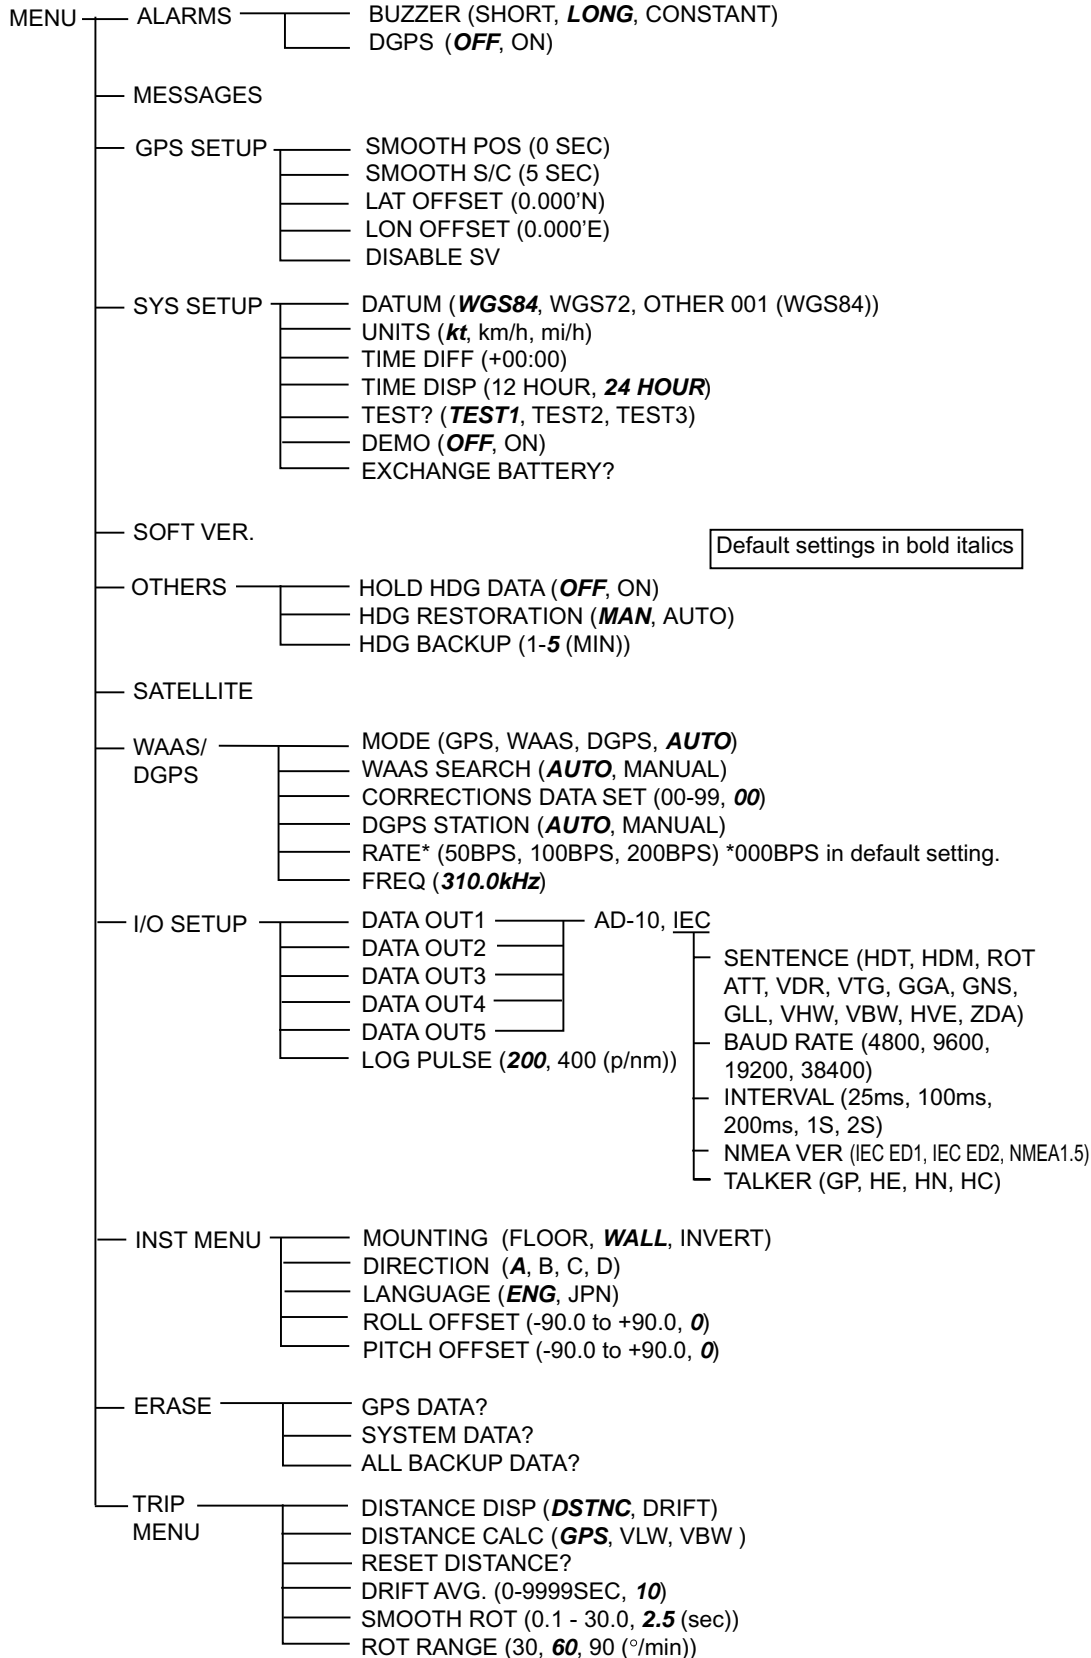 MENU
ALARMS
BUZZER (SHORT, LONG, CONSTANT)
DGPS (OFF, ON)
MESSAGES
GPS SETUP
SMOOTH POS (0 SEC)
SMOOTH S/C (5 SEC)
LAT OFFSET (0.000’N)
LON OFFSET (0.000’E)
DISABLE SV
SYS SETUP
DATUM (WGS84, WGS72, OTHER 001 (WGS84))
UNITS (kt, km/h, mi/h)
TIME DIFF (+00:00)
TIME DISP (12 HOUR, 24 HOUR)
TEST? (TEST1, TEST2, TEST3)
DEMO (OFF, ON)
EXCHANGE BATTERY?
SOFT VER.
Default settings in bold italics
OTHERS
HOLD HDG DATA (OFF, ON)
HDG RESTORATION (MAN, AUTO)
HDG BACKUP (1-5 (MIN))
SATELLITE
WAAS/
DGPS
MODE (GPS, WAAS, DGPS, AUTO)
WAAS SEARCH (AUTO, MANUAL)
CORRECTIONS DATA SET (00-99, 00)
DGPS STATION (AUTO, MANUAL)
RATE* (50BPS, 100BPS, 200BPS) *000BPS in default setting.
FREQ (310.0kHz)
I/O SETUP
DATA OUT1
DATA OUT2
DATA OUT3
DATA OUT4
DATA OUT5
LOG PULSE (200, 400 (p/nm))
AD-10, IEC
SENTENCE (HDT, HDM, ROT
ATT, VDR, VTG, GGA, GNS,
GLL, VHW, VBW, HVE, ZDA)
BAUD RATE (4800, 9600,
19200, 38400)
INTERVAL (25ms, 100ms,
200ms, 1S, 2S)
NMEA VER (IEC ED1, IEC ED2, NMEA1.5)
TALKER (GP, HE, HN, HC)
INST MENU
MOUNTING (FLOOR, WALL, INVERT)
DIRECTION (A, B, C, D)
LANGUAGE (ENG, JPN)
ROLL OFFSET (-90.0 to +90.0, 0)
PITCH OFFSET (-90.0 to +90.0, 0)
ERASE
GPS DATA?
SYSTEM DATA?
ALL BACKUP DATA?
TRIP
MENU
DISTANCE DISP (DSTNC, DRIFT)
DISTANCE CALC (GPS, VLW, VBW )
RESET DISTANCE?
DRIFT AVG. (0-9999SEC, 10)
SMOOTH ROT (0.1 - 30.0, 2.5 (sec))
ROT RANGE (30, 60, 90 (°/min))